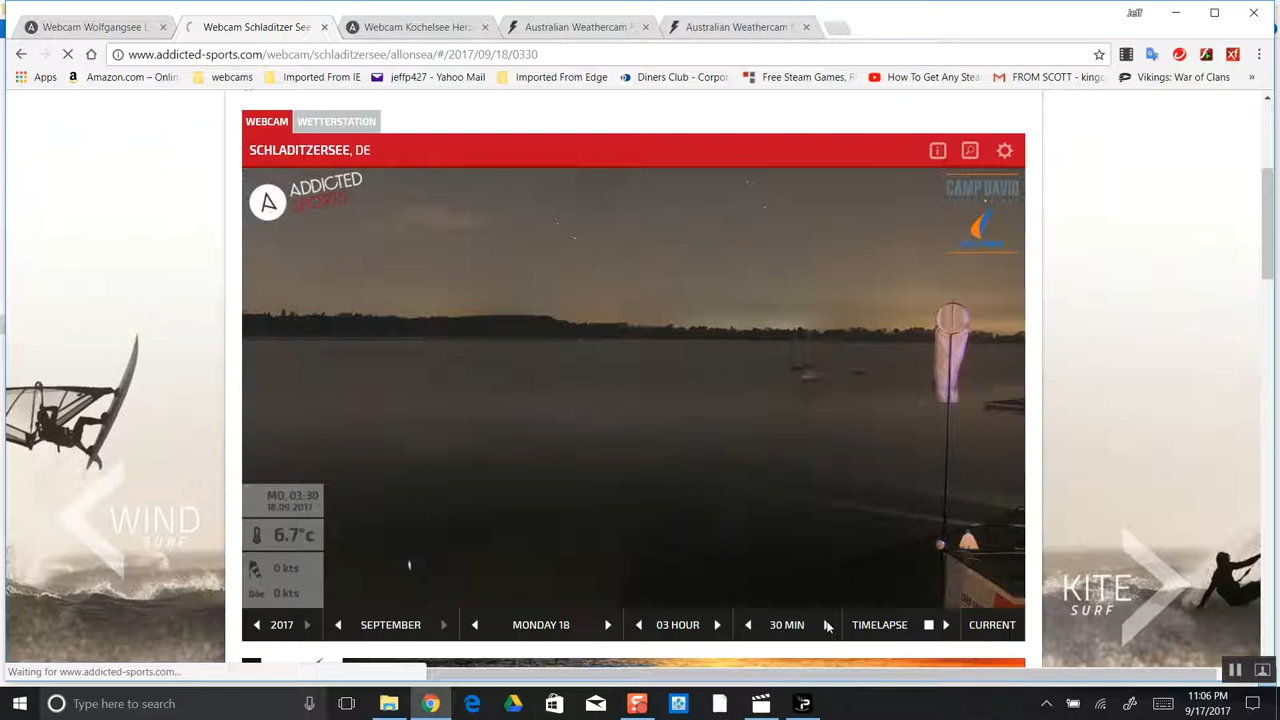 Jeff
Webcam Wolfgangsee L
Webcam Schladitzer See
Webcam Kochelsee Herz
Australian Weathercam
Australian Weathercam
www.addicted-sports.com/webcam/schladitzersee/allonsea/#/2017/09/18/0330
Apps
Amazon.com – Onlin
webcams
Imported From IE
jeffp427 - Yahoo Mail
Imported From Edge
Diners Club - Corpo
Free Steam Games, R
How To Get Any Stea
FROM SCOTT - kingo
Vikings: War of Clans
»
WEBCAM
WETTERSTATION
SCHLADITZERSEE, DE
ADDICTED
SPORTS
CAMP DAVID
MO, 03:30
18.09.2017
6.7°c
0 kts
Böe 0 kts
WIND
SURF
KITE
SURF
2017
SEPTEMBER
MONDAY 18
03 HOUR
30 MIN
TIMELAPSE
CURRENT
Waiting for www.addicted-sports.com...
Type here to search
11:06 PM
9/17/2017